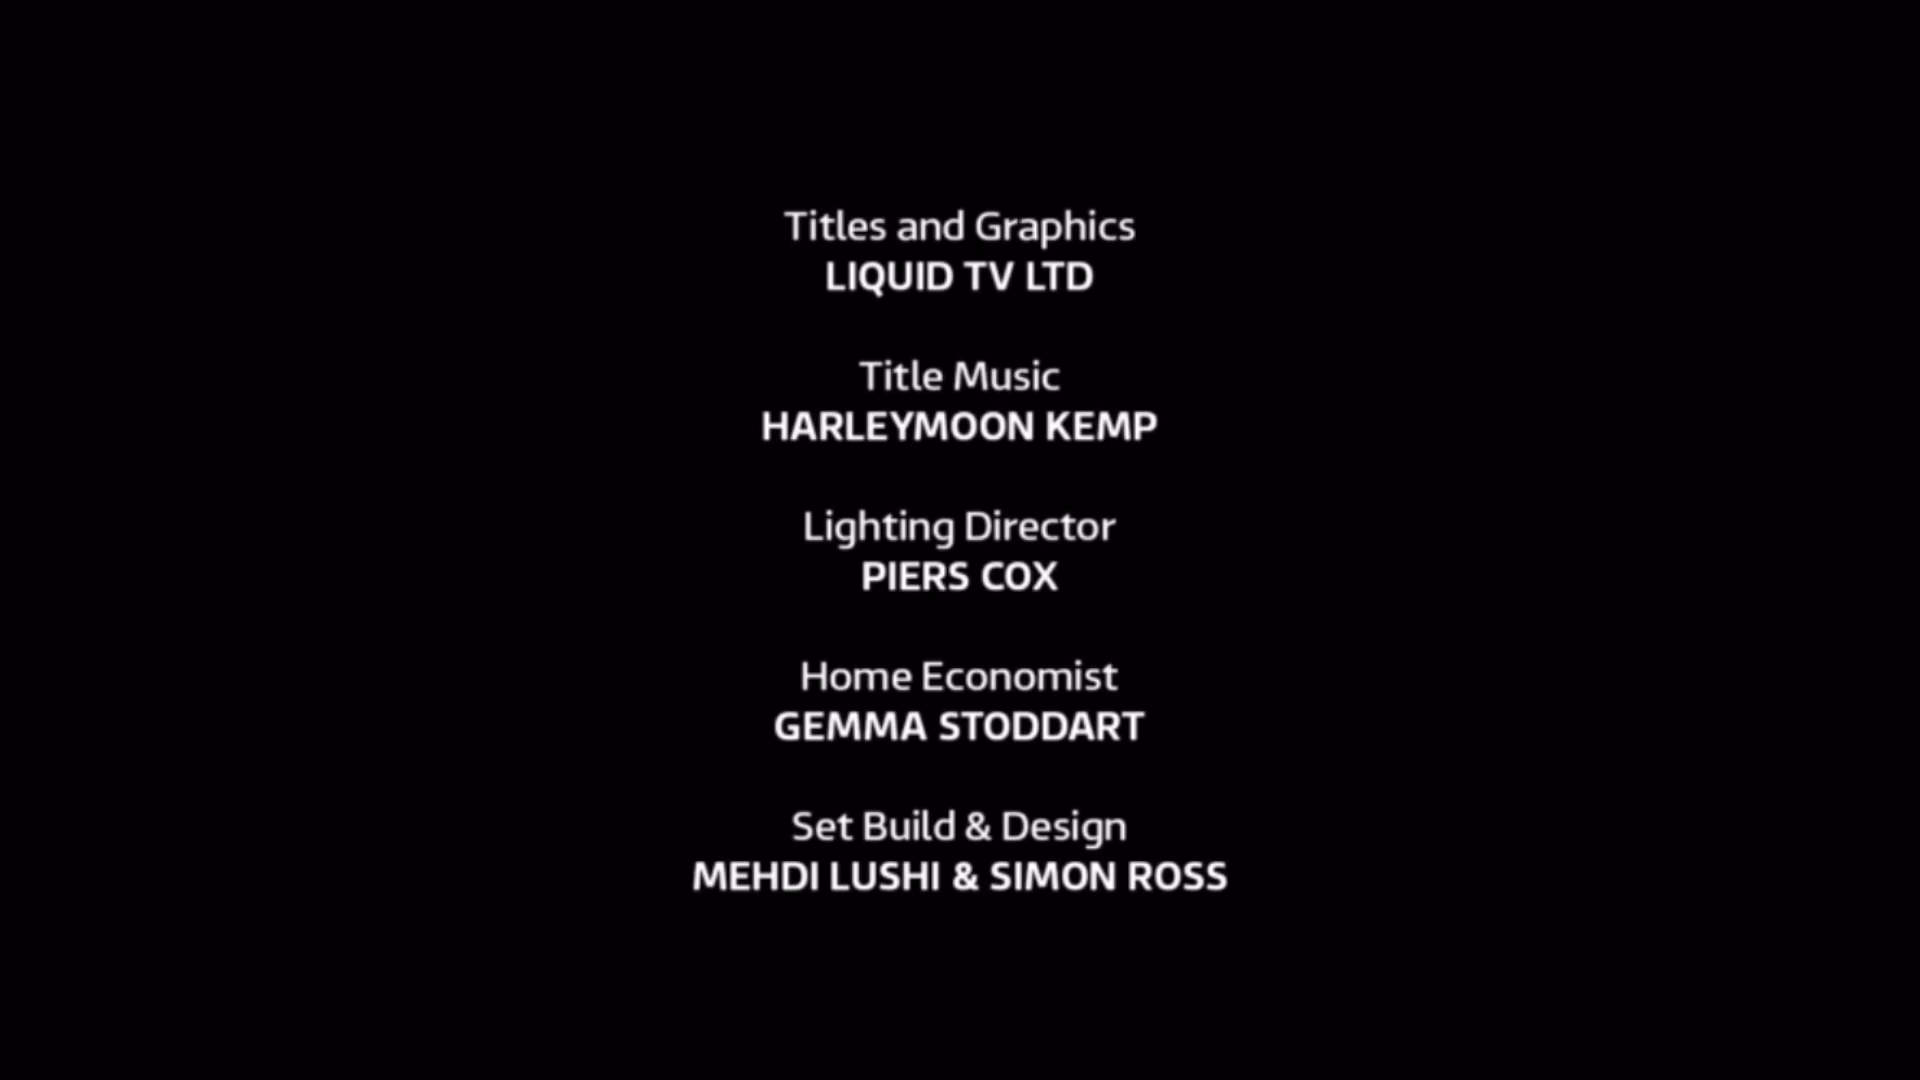 Titles and Graphics
LIQUID TV LTD
Title Music
HARLEYMOON KEMP
Lighting Director
PIERS COX
Home Economist
GEMMA STODDART
Set Build & Design
MEHDI LUSHI & SIMON ROSS